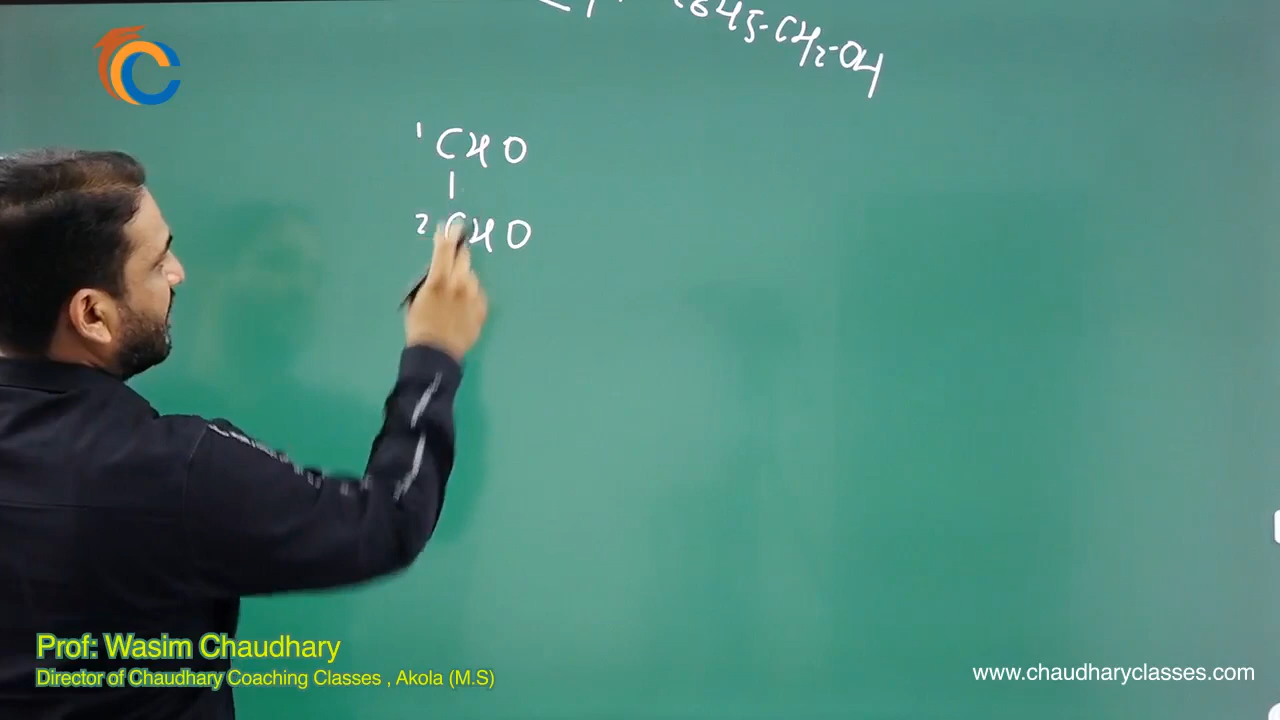 C6H5-CH2-OH
1 CHO
|
2 CHO
Prof: Wasim Chaudhary
Director of Chaudhary Coaching Classes , Akola (M.S)
www.chaudharyclasses.com